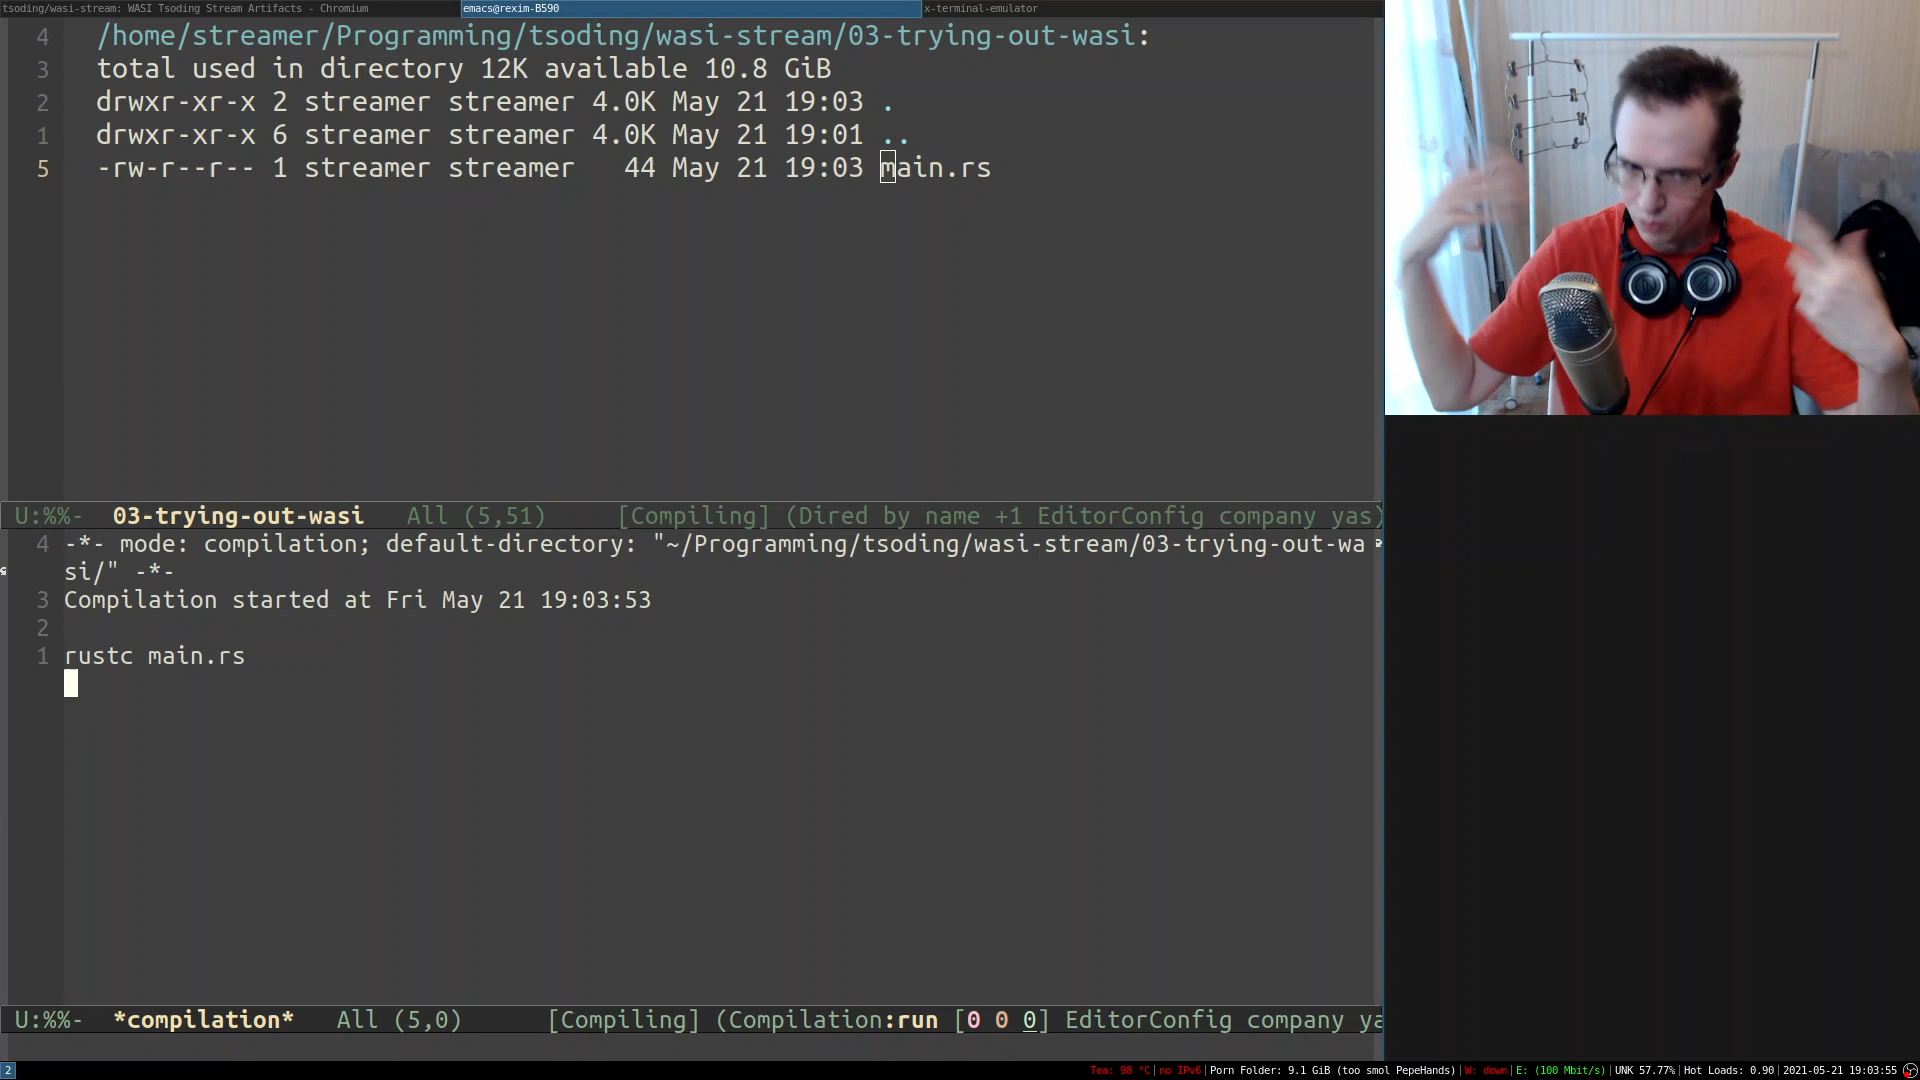 tsoding/wasi-stream: WASI Tsoding Stream Artifacts - Chromium
emacs@rexim-B590
x-terminal-emulator
4 /home/streamer/Programming/tsoding/wasi-stream/03-trying-out-wasi:
3 total used in directory 12K available 10.8 GiB
2 drwxr-xr-x 2 streamer streamer 4.0K May 21 19:03 .
1 drwxr-xr-x 6 streamer streamer 4.0K May 21 19:01 ..
5 -rw-r--r-- 1 streamer streamer 44 May 21 19:03 main.rs
U:%%- 03-trying-out-wasi All (5,51) [Compiling] (Dired by name +1 EditorConfig company yas)
4 -*- mode: compilation; default-directory: "~/Programming/tsoding/wasi-stream/03-trying-out-wa
si/" -*-
3 Compilation started at Fri May 21 19:03:53
2
1 rustc main.rs
U:%%- *compilation* All (5,0) [Compiling] (Compilation:run [0 0 0] EditorConfig company ya
2
Tea: 98 °C|no IPv6|Porn Folder: 9.1 GiB (too smol PepeHands)|W: down|E: (100 Mbit/s)|UNK 57.77%|Hot Loads: 0.90|2021-05-21 19:03:55